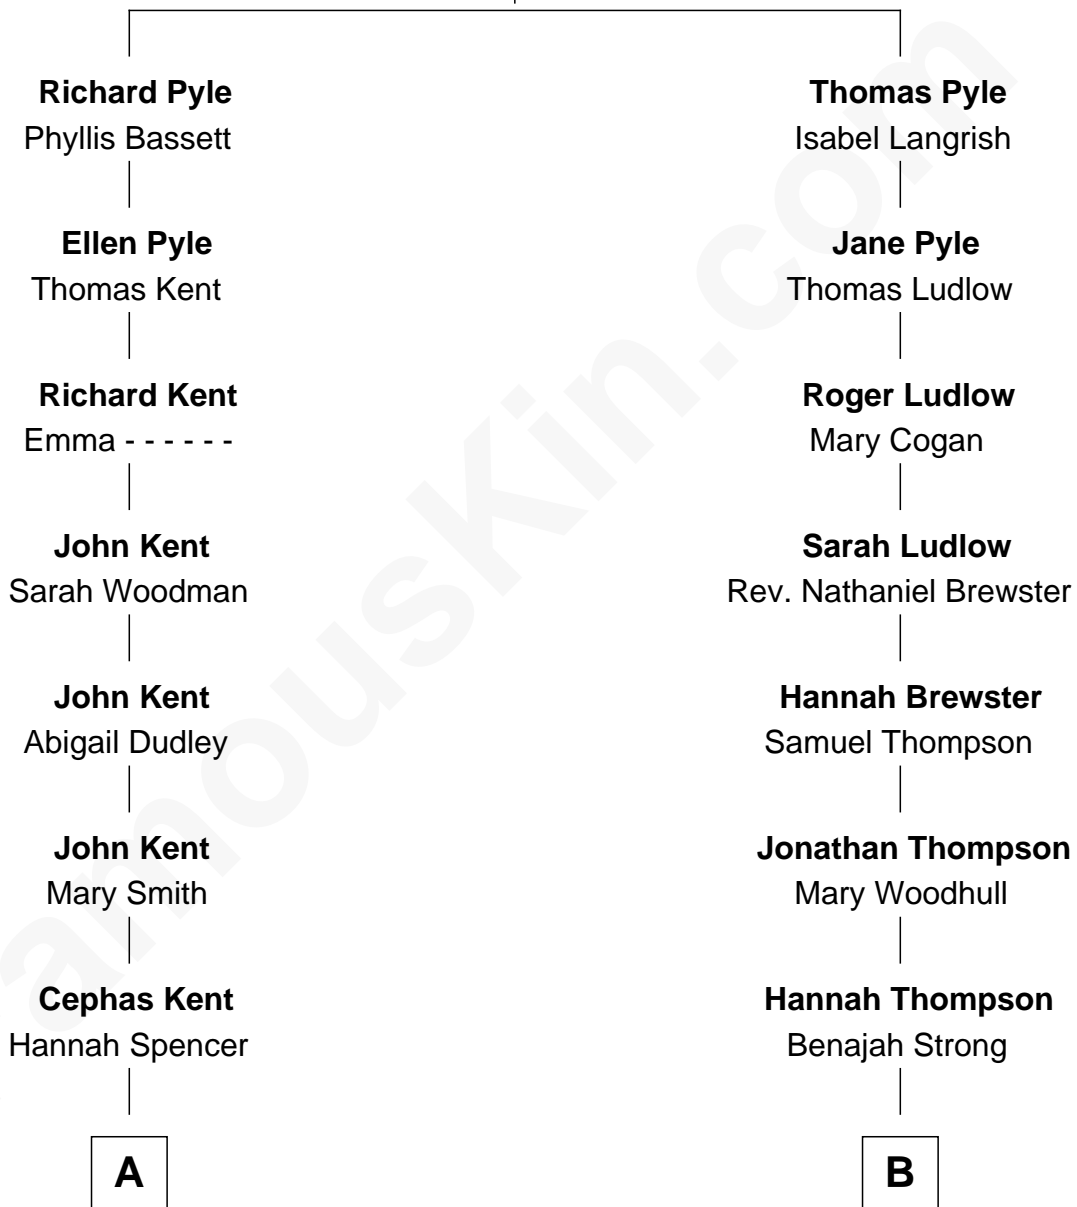 Richard Pyle
Phyllis Bassett
Thomas Pyle
Isabel Langrish
Ellen Pyle
Thomas Kent
Jane Pyle
Thomas Ludlow
Richard Kent
Emma - - - - - -
Roger Ludlow
Mary Cogan
John Kent
Sarah Woodman
Sarah Ludlow
Rev. Nathaniel Brewster
John Kent
Abigail Dudley
Hannah Brewster
Samuel Thompson
John Kent
Mary Smith
Jonathan Thompson
Mary Woodhull
Cephas Kent
Hannah Spencer
Hannah Thompson
Benajah Strong
A
B
amouskin.com